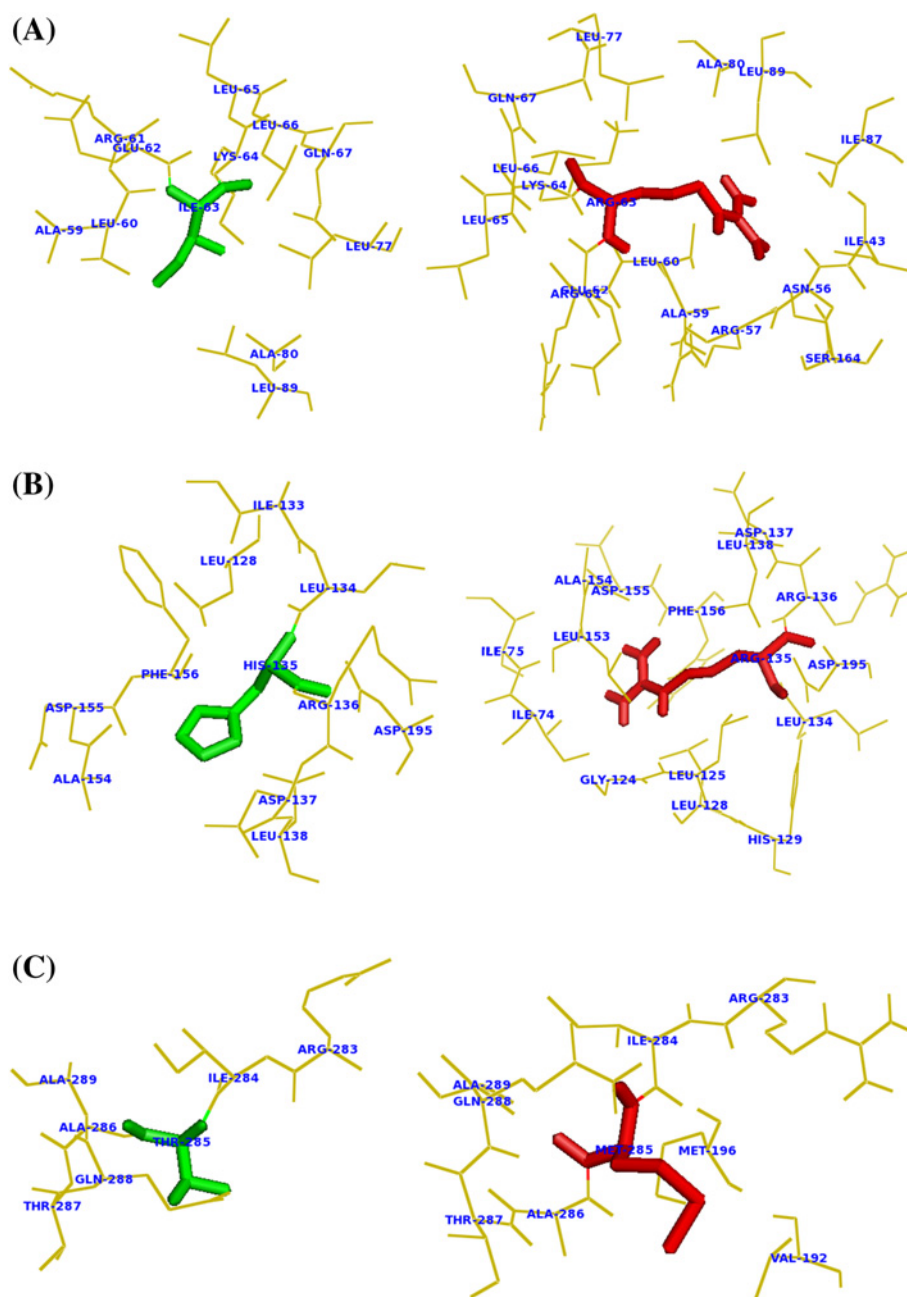 (A)
LEU-65
ARG-61
GLU-62
LEU-66
LYS-64
GLN-67
ILE-63
ALA-59
LEU-60
LEU-77
ALA-80
LEU-89
LEU-77
ALA-80
LEU-89
GLN-67
ILE-87
LEU-66
LYS-64
ARG-63
LEU-65
ILE-43
LEU-60
GLU-62
ARG-61
ASN-56
ALA-59
ARG-57
SER-164
(B)
ILE-133
LEU-128
LEU-134
HIS-135
PHE-156
ARG-136
ASP-155
ASP-195
ALA-154
ASP-137
LEU-138
ASP-137
LEU-138
ALA-154
ASP-155
ARG-136
PHE-156
LEU-153
ILE-75
ARG-135
ASP-195
ILE-74
LEU-134
GLY-124
LEU-125
LEU-128
HIS-129
(C)
ARG-283
ALA-289
ILE-284
ALA-286
THR-285
GLN-288
THR-287
ARG-283
ILE-284
ALA-289
GLN-288
MET-285
MET-196
THR-287
ALA-286
VAL-192